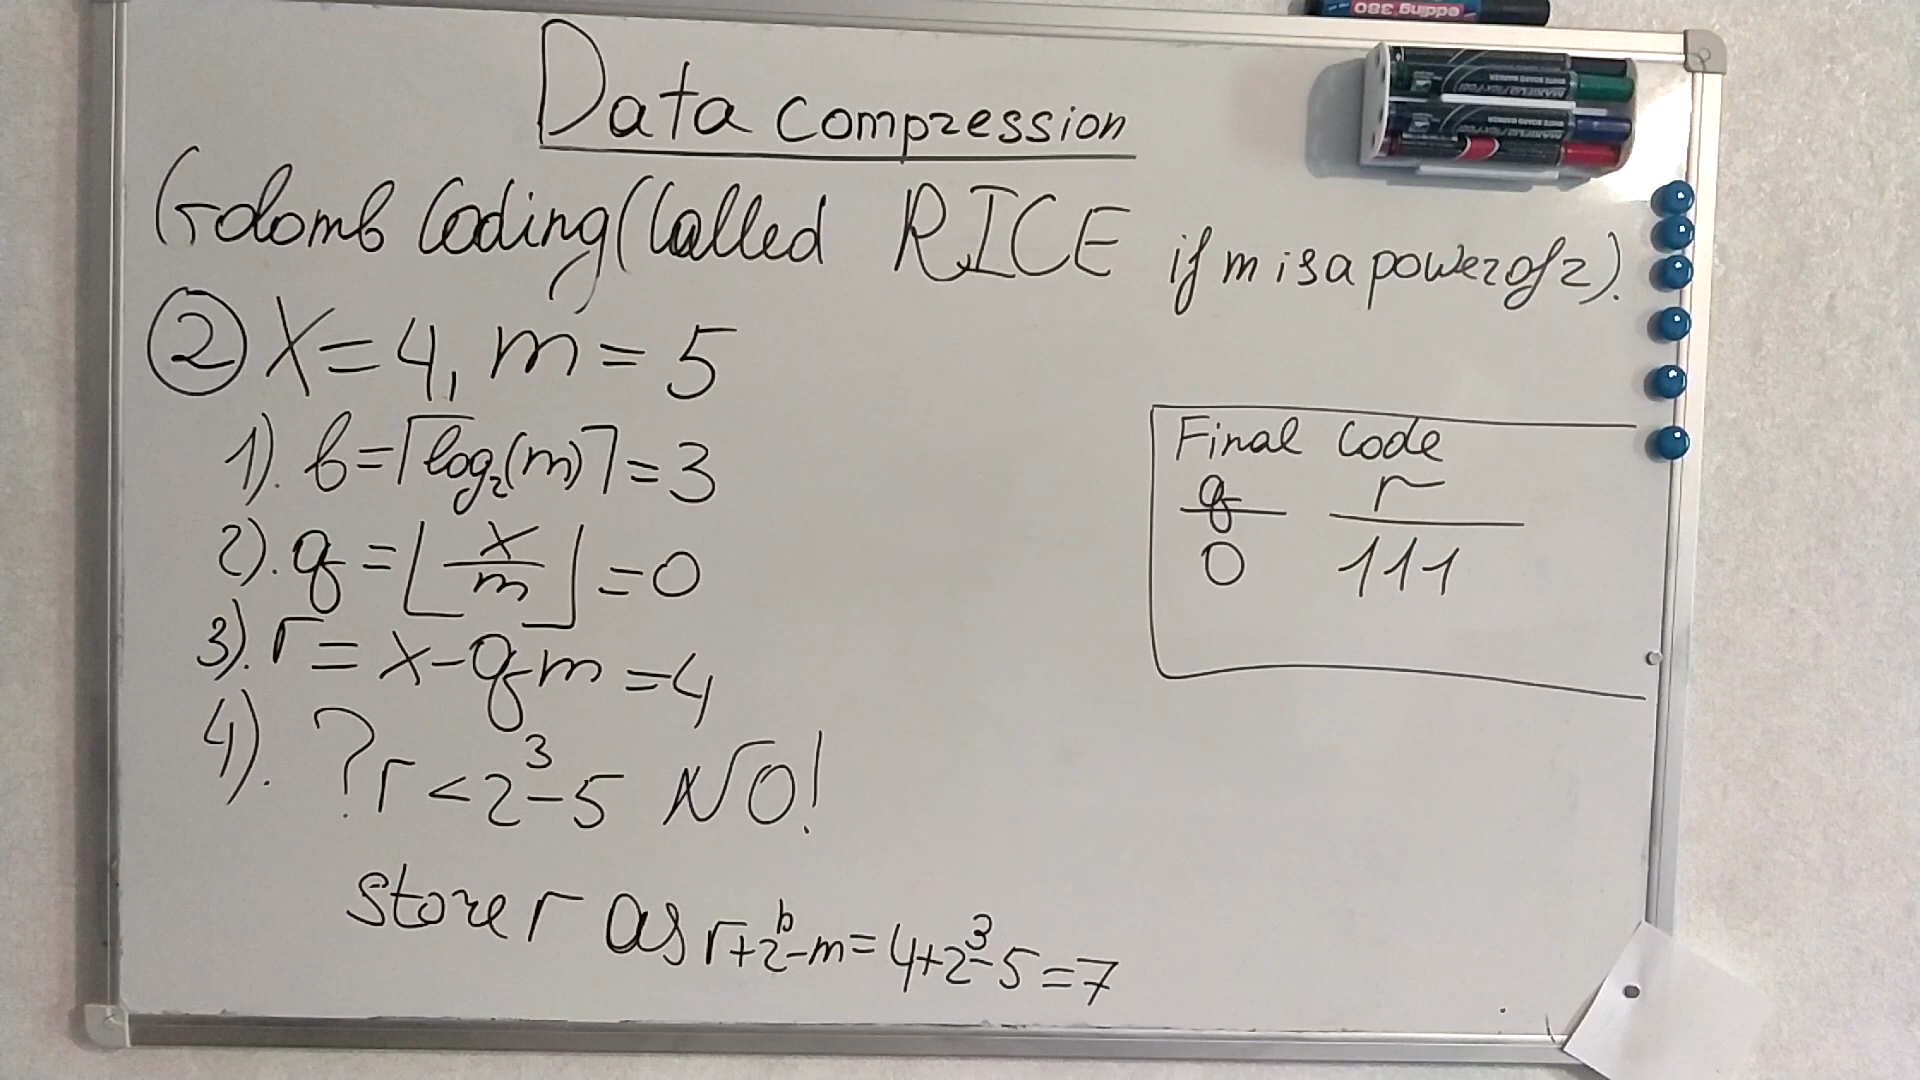 edding 380
Data compression
Golomb Coding (Called RICE if m is a power of 2).
② X = 4, m = 5
1). b = ⌈log₂(m)⌉ = 3
2). q = ⌊x/m⌋ = 0
3). r = x - q m = 4
4). ? r < 2³ - 5 NO!
store r as r + 2ᵇ - m = 4 + 2³ - 5 = 7
Final Code
q r
0 111